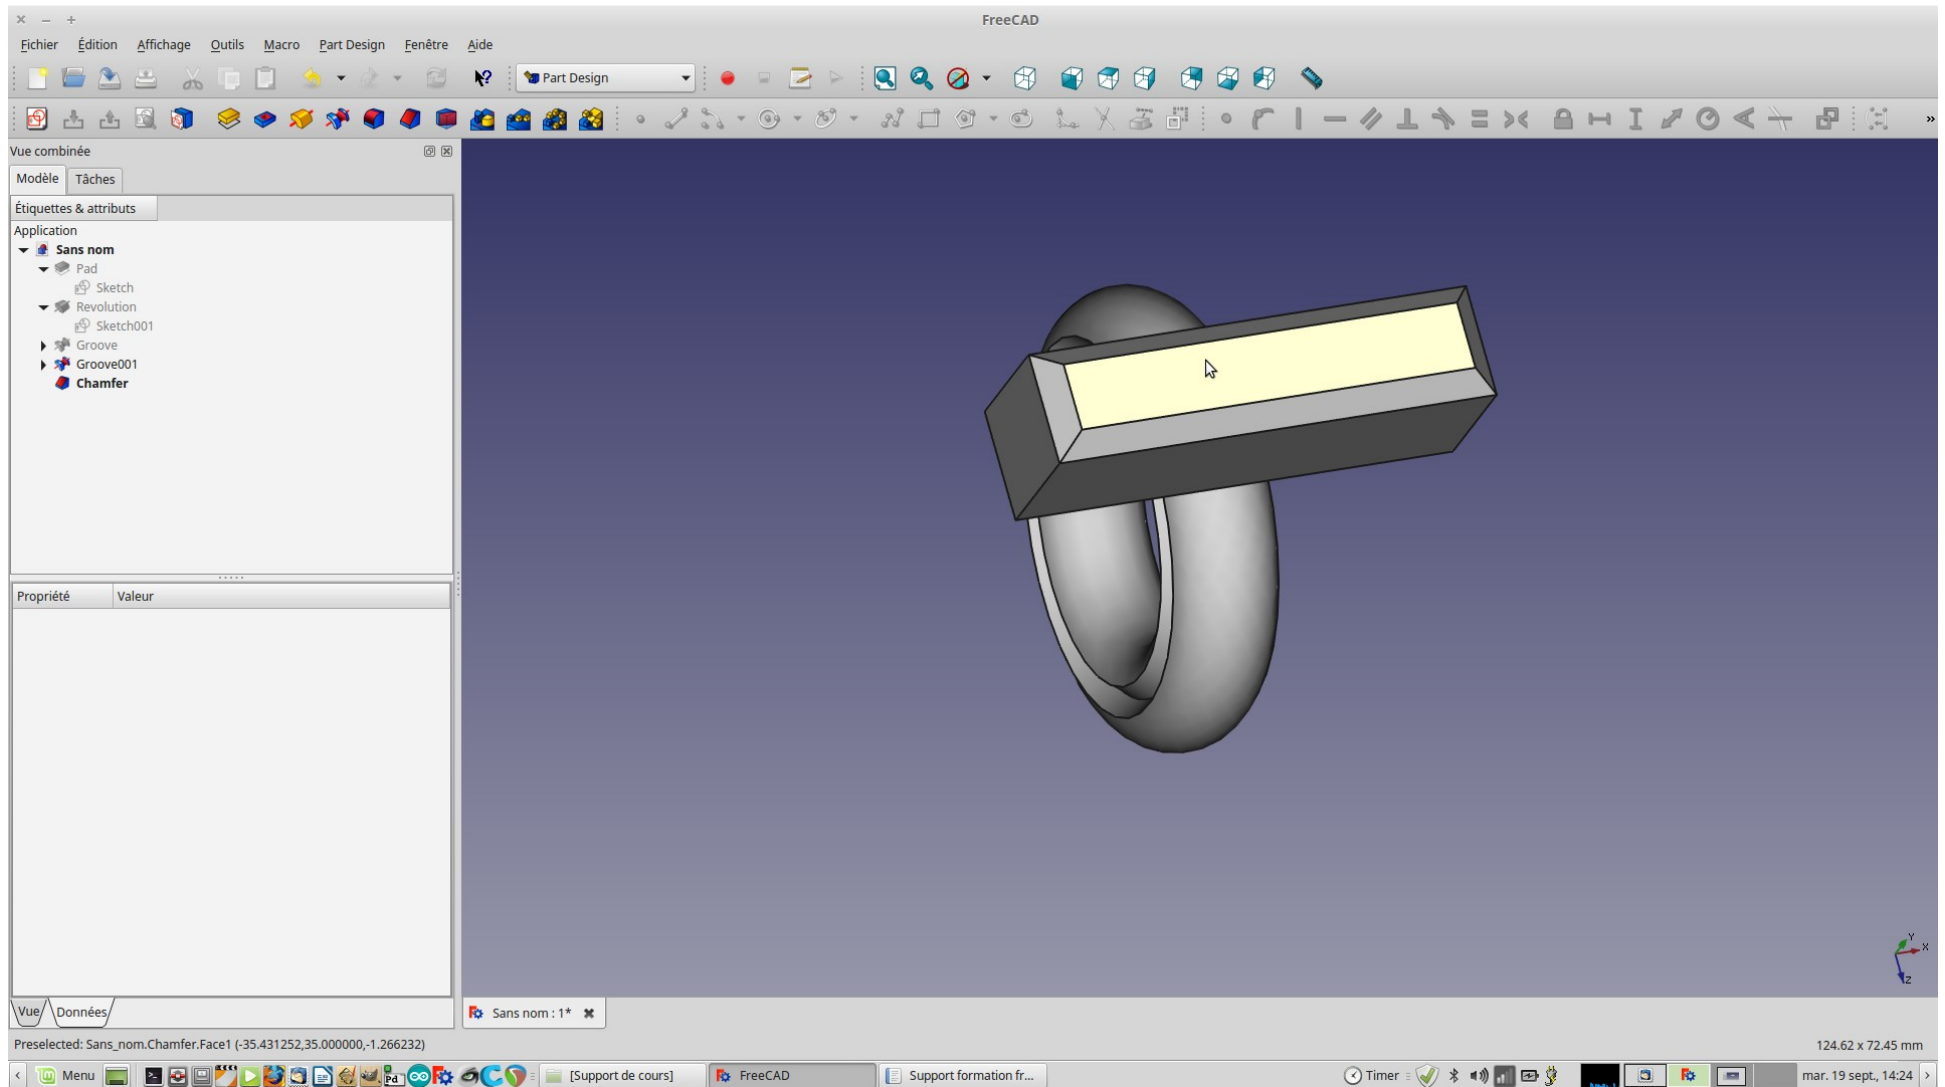 FreeCAD
Fichier Édition Affichage Outils Macro Part Design Fenêtre Aide
Part Design
Vue combinée
Modèle Tâches
Étiquettes & attributs
Application
Sans nom
Pad
Sketch
Revolution
Sketch001
Groove
Groove001
Chamfer
Propriété Valeur
Y
X
Z
Vue Données
Sans nom : 1*
Preselected: Sans_nom.Chamfer.Face1 (-35.431252,35.000000,-1.266232)
124.62 x 72.45 mm
Menu Pd [Support de cours] FreeCAD Support formation fr... Timer mar. 19 sept., 14:24